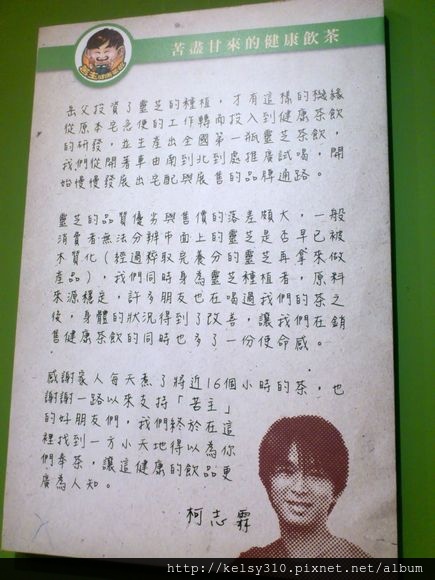 苦盡甘來的健康飲茶
岳父投資了靈芝的種植，才有這樣的機緣
從原本宅急便的工作轉而投入到健康茶飲
的研發，並生產出全國第一瓶靈芝茶飲，
我們從開著車由南到北到處推廣試喝，開
始慢慢發展出宅配與展售的品牌通路。
靈芝的品質優劣與售價的落差頗大，一般
消費者無法分辨市面上的靈芝是否早已被
木質化（經過粹取完養分的靈芝再拿來做
產品），我們同時身為靈芝種植者，原料
來源穩定，許多朋友也在喝過我們的茶之
後，身體的狀況得到了改善，讓我們在銷
售健康茶飲的同時也多了一份使命感。
感謝家人每天煮了將近16個小時的茶，也
謝謝一路以來支持「苦主」
的好朋友們，我們終於在這
裡找到一方小天地得以為你
們奉茶，讓這健康的飲品更
廣為人知。
柯志霖
http://kelsy310.pixnet.net/album